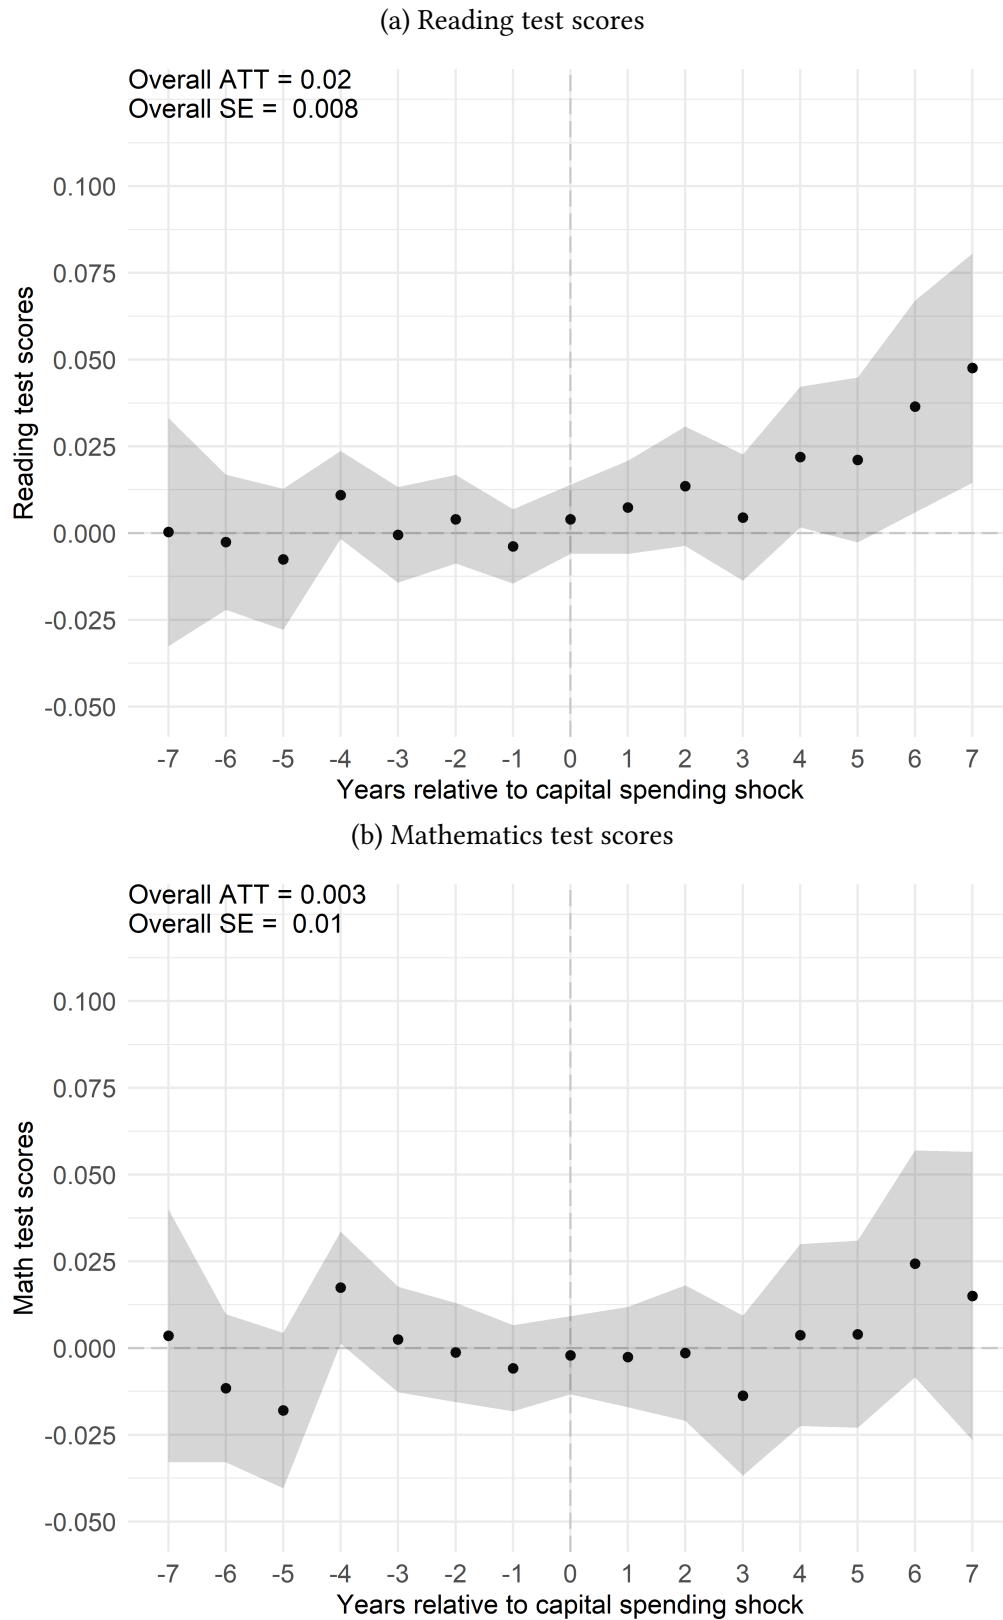 (a) Reading test scores
Overall ATT = 0.02
Overall SE =  0.008
0.100
0.075
0.050
0.025
0.000
-0.025
-0.050
Reading test scores
-7 -6 -5 -4 -3 -2 -1 0 1 2 3 4 5 6 7
Years relative to capital spending shock
(b) Mathematics test scores
Overall ATT = 0.003
Overall SE =  0.01
0.100
0.075
0.050
0.025
0.000
-0.025
-0.050
Math test scores
-7 -6 -5 -4 -3 -2 -1 0 1 2 3 4 5 6 7
Years relative to capital spending shock